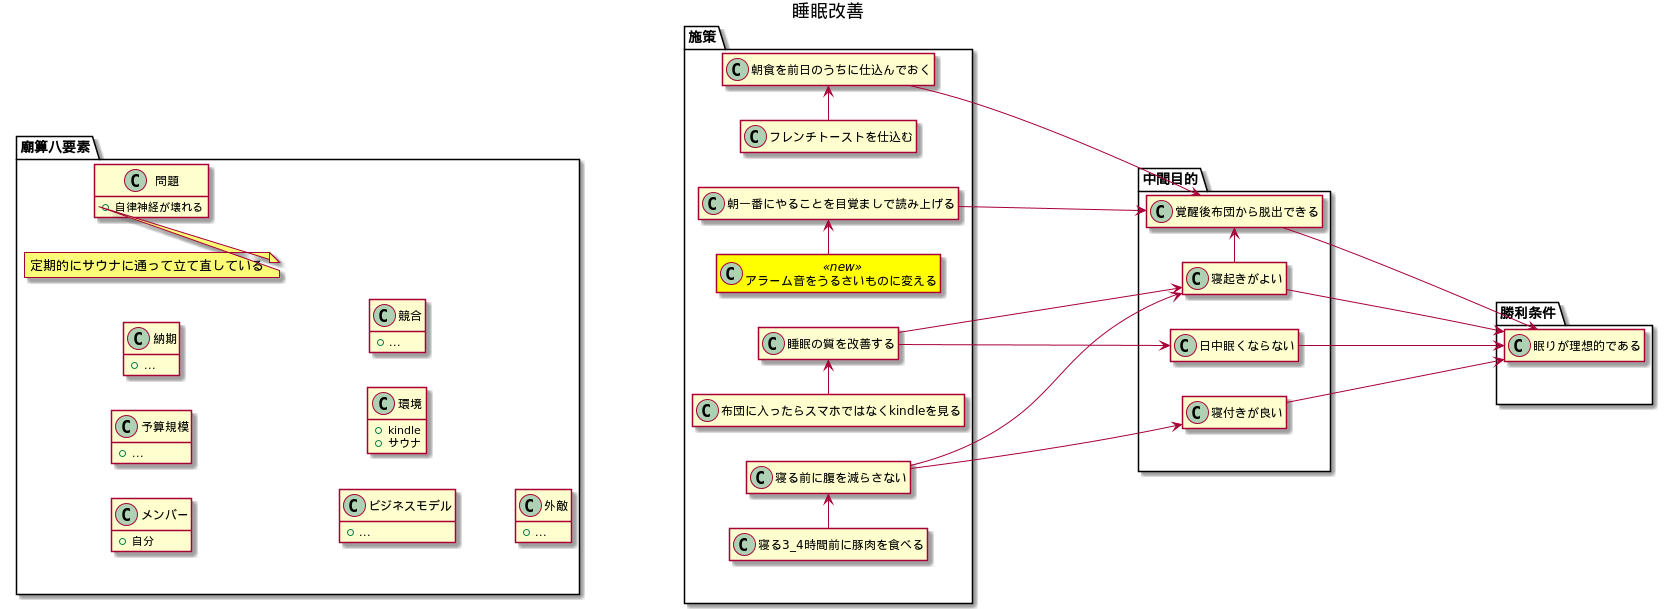 睡眠改善
廟算八要素
C 問題
自律神経が壊れる
定期的にサウナに通って立て直している
C 納期
...
C 予算規模
...
C メンバー
自分
C 競合
...
C 環境
kindle
サウナ
C ビジネスモデル
...
C 外敵
...
施策
C 朝食を前日のうちに仕込んでおく
C フレンチトーストを仕込む
C 朝一番にやることを目覚ましで読み上げる
«new»
C アラーム音をうるさいものに変える
C 睡眠の質を改善する
C 布団に入ったらスマホではなくkindleを見る
C 寝る前に腹を減らさない
C 寝る3_4時間前に豚肉を食べる
中間目的
C 覚醒後布団から脱出できる
C 寝起きがよい
C 日中眠くならない
C 寝付きが良い
勝利条件
C 眠りが理想的である